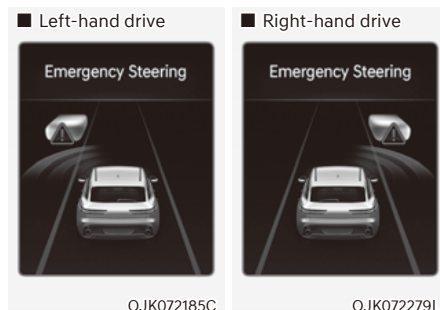 ■ Left-hand drive
Emergency Steering
OJK072185C
■ Right-hand drive
Emergency Steering
OJK072279L